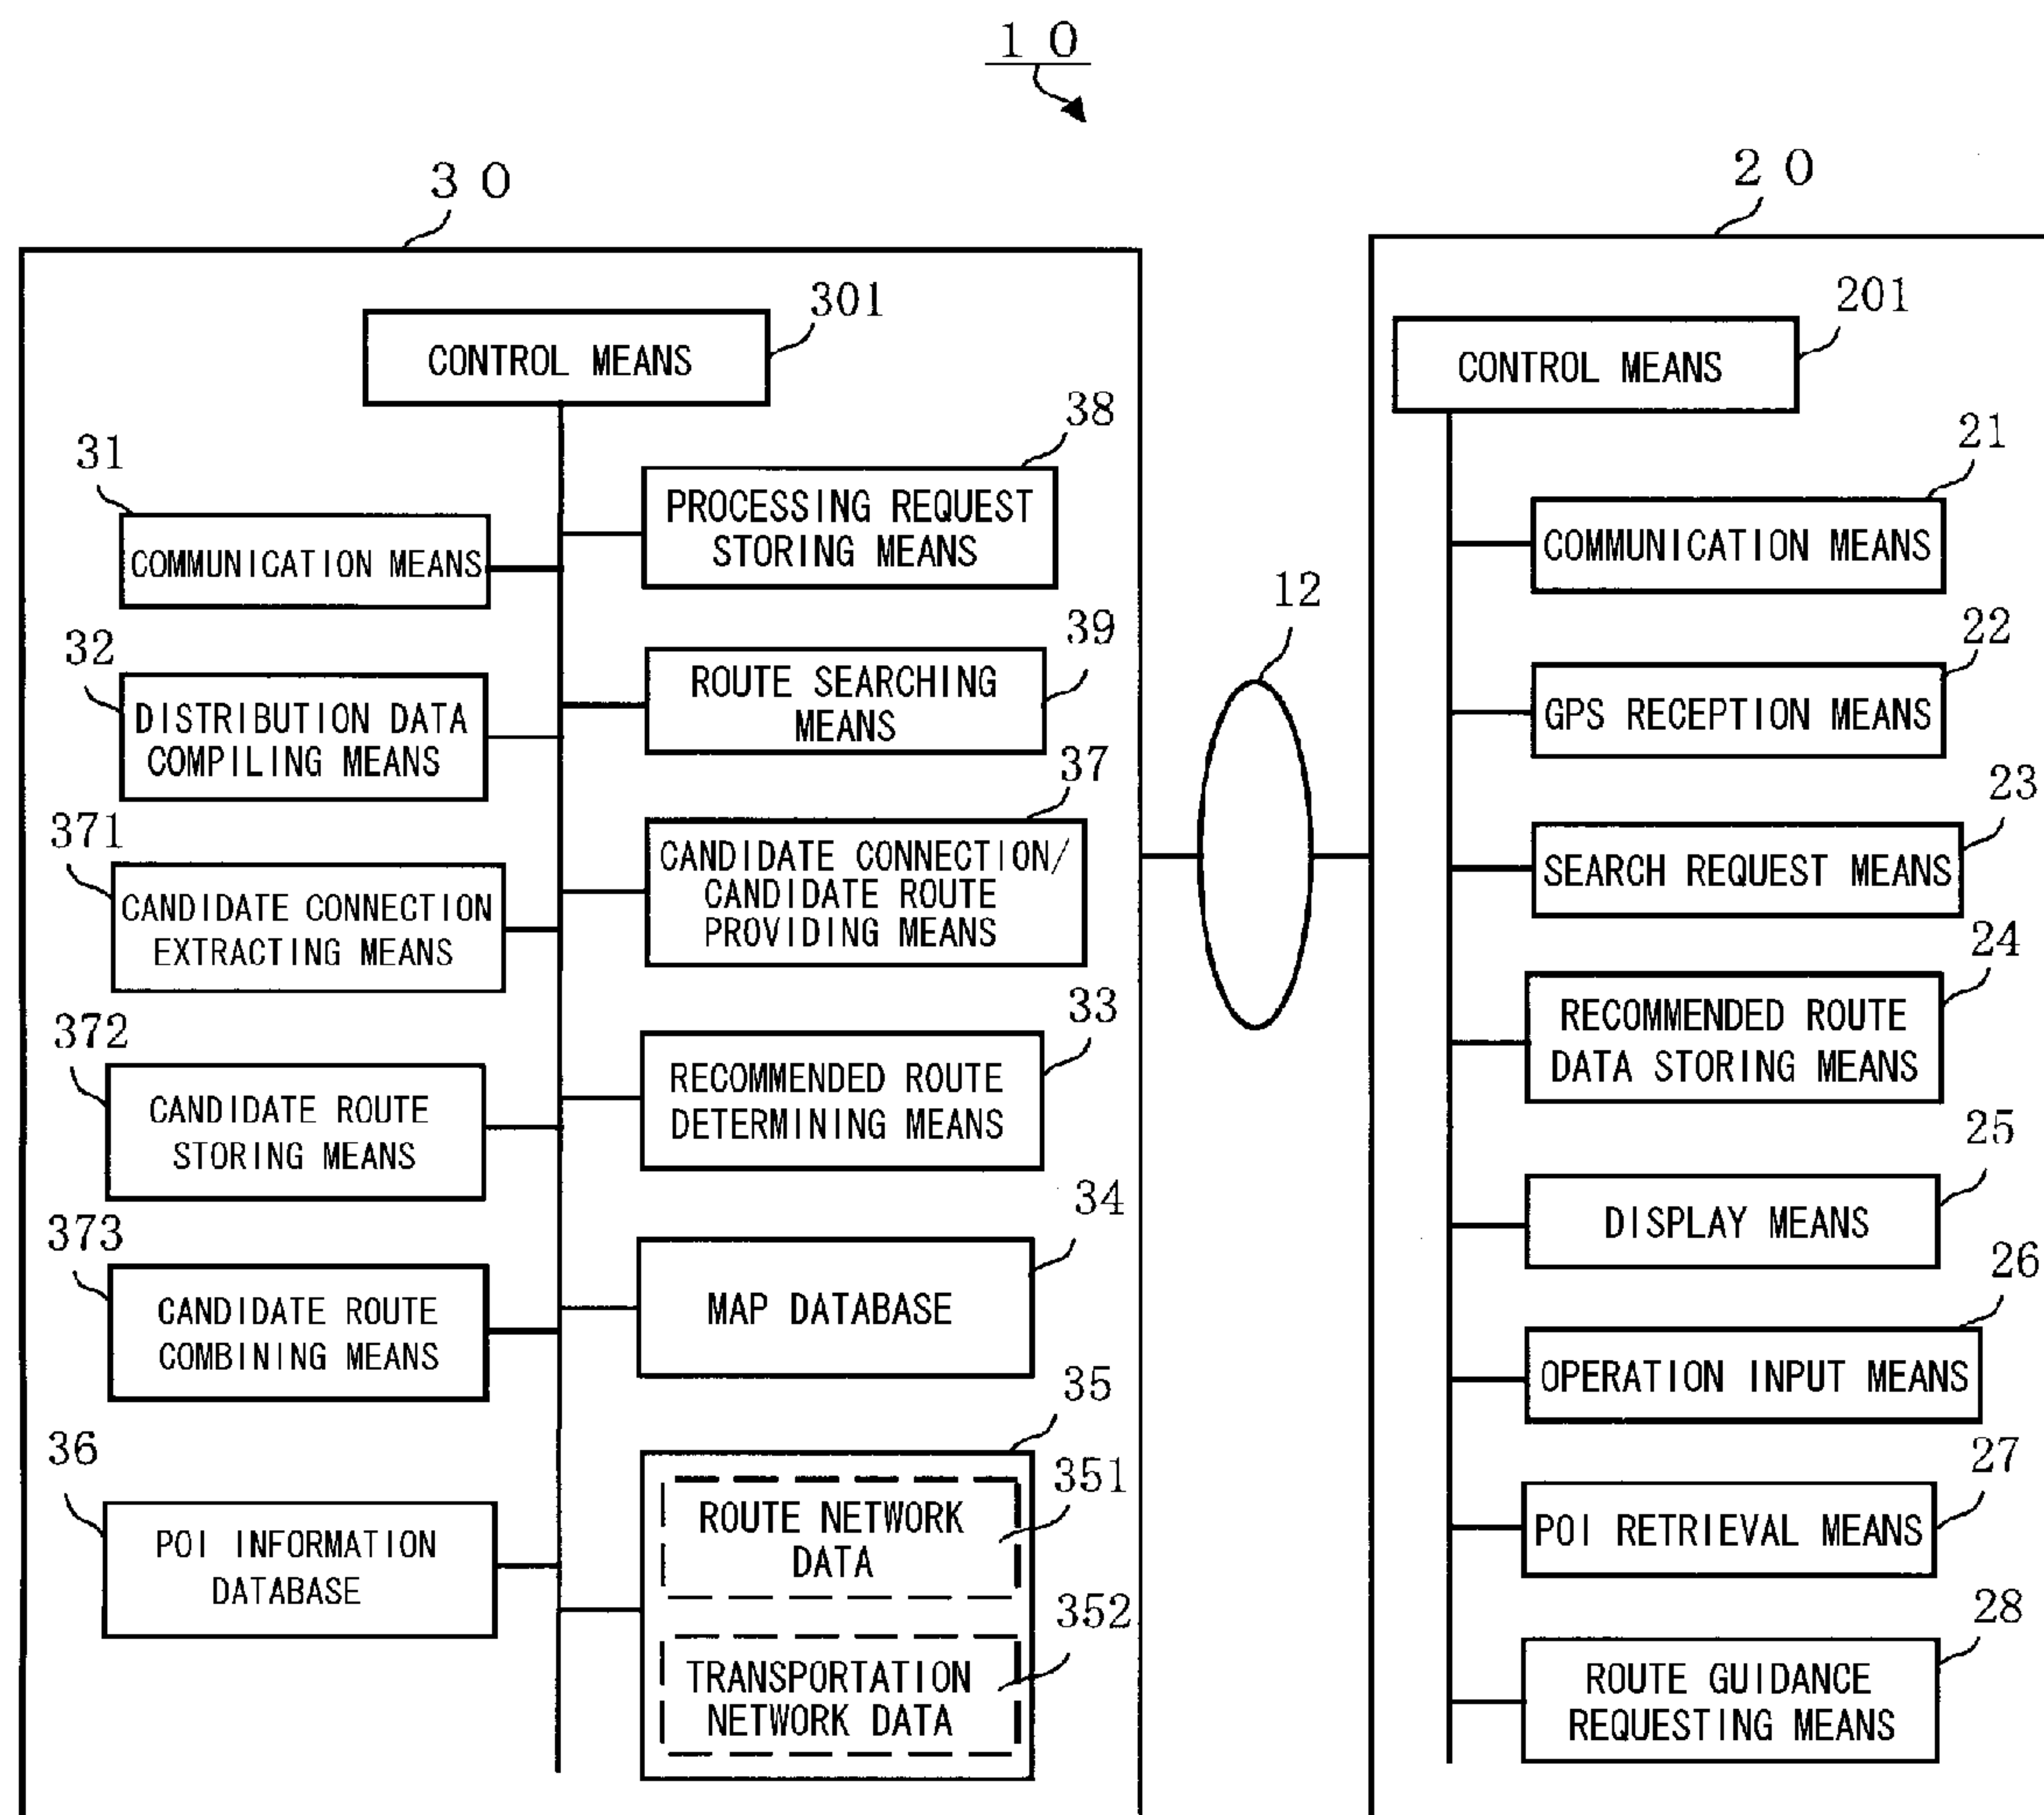 10
30
20
301
CONTROL MEANS
201
CONTROL MEANS
38
PROCESSING REQUEST
STORING MEANS
31
COMMUNICATION MEANS
39
ROUTE SEARCHING
MEANS
32
DISTRIBUTION DATA
COMPILING MEANS
37
CANDIDATE CONNECTION/
CANDIDATE ROUTE
PROVIDING MEANS
371
CANDIDATE CONNECTION
EXTRACTING MEANS
33
RECOMMENDED ROUTE
DETERMINING MEANS
372
CANDIDATE ROUTE
STORING MEANS
34
MAP DATABASE
373
CANDIDATE ROUTE
COMBINING MEANS
35
351
ROUTE NETWORK
DATA
352
TRANSPORTATION
NETWORK DATA
36
POI INFORMATION
DATABASE
12
21
COMMUNICATION MEANS
22
GPS RECEPTION MEANS
23
SEARCH REQUEST MEANS
24
RECOMMENDED ROUTE
DATA STORING MEANS
25
DISPLAY MEANS
26
OPERATION INPUT MEANS
27
POI RETRIEVAL MEANS
28
ROUTE GUIDANCE
REQUESTING MEANS